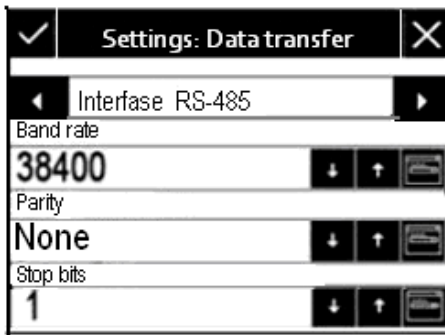 Settings: Data transfer
Interfase RS-485
Band rate
38400
Parity
None
Stop bits
1